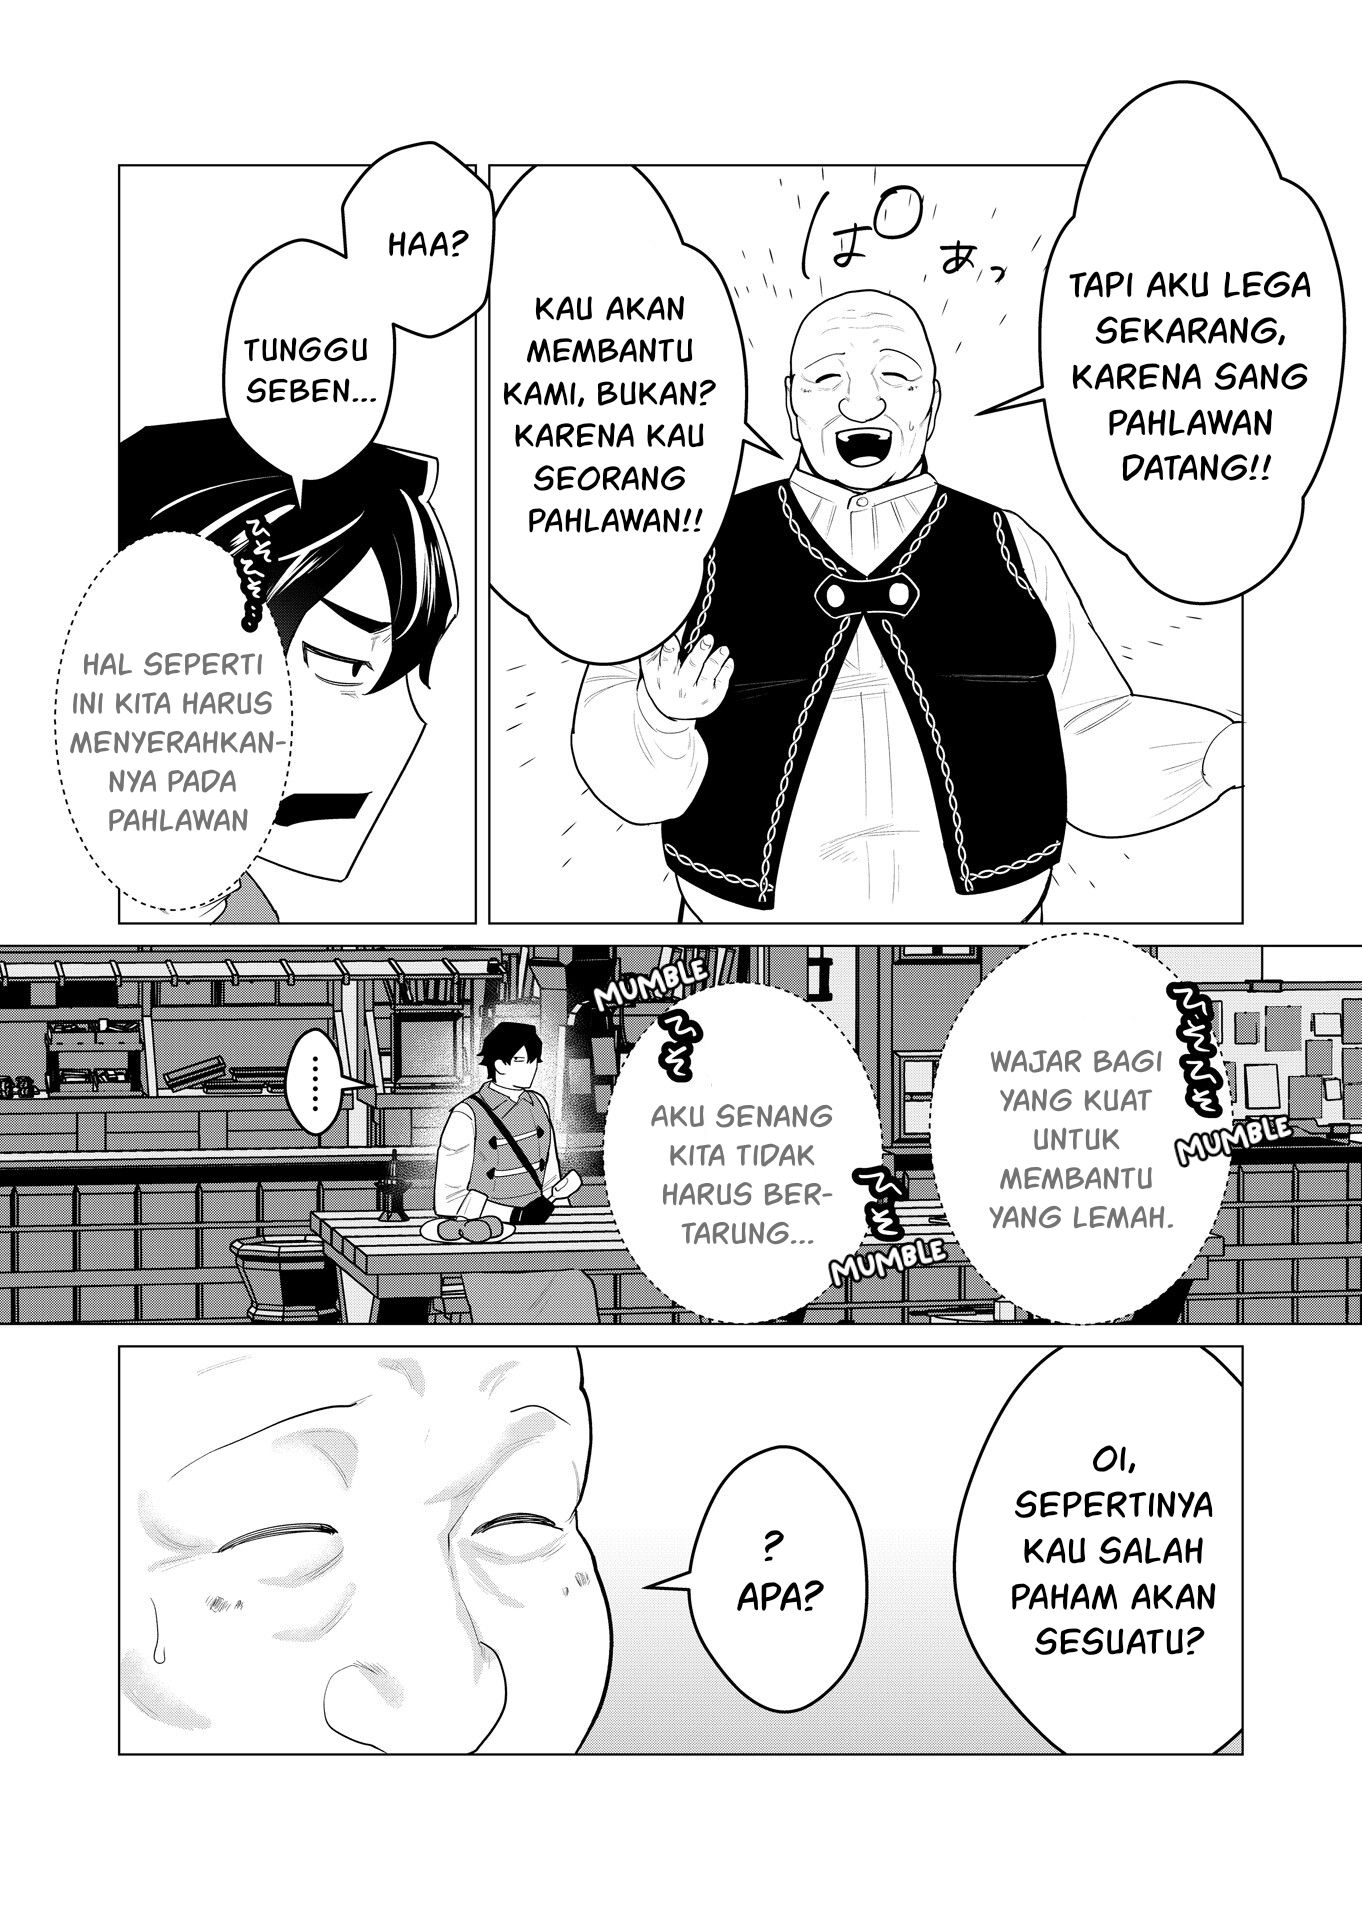 TAPI AKU LEGA
SEKARANG,
KARENA SANG
PAHLAWAN
DATANG!!
ぱあっ
KAU AKAN
MEMBANTU
KAMI, BUKAN?
KARENA KAU
SEORANG
PAHLAWAN!!
HAA?
TUNGGU
SEBEN...
HAL SEPERTI
INI KITA HARUS
MENYERAHKAN-
NYA PADA
PAHLAWAN
WAJAR BAGI
YANG KUAT
UNTUK
MEMBANTU
YANG LEMAH.
MUMBLE
AKU SENANG
KITA TIDAK
HARUS BER-
TARUNG...
MUMBLE
MUMBLE
......
OI,
SEPERTINYA
KAU SALAH
PAHAM AKAN
SESUATU?
?
APA?